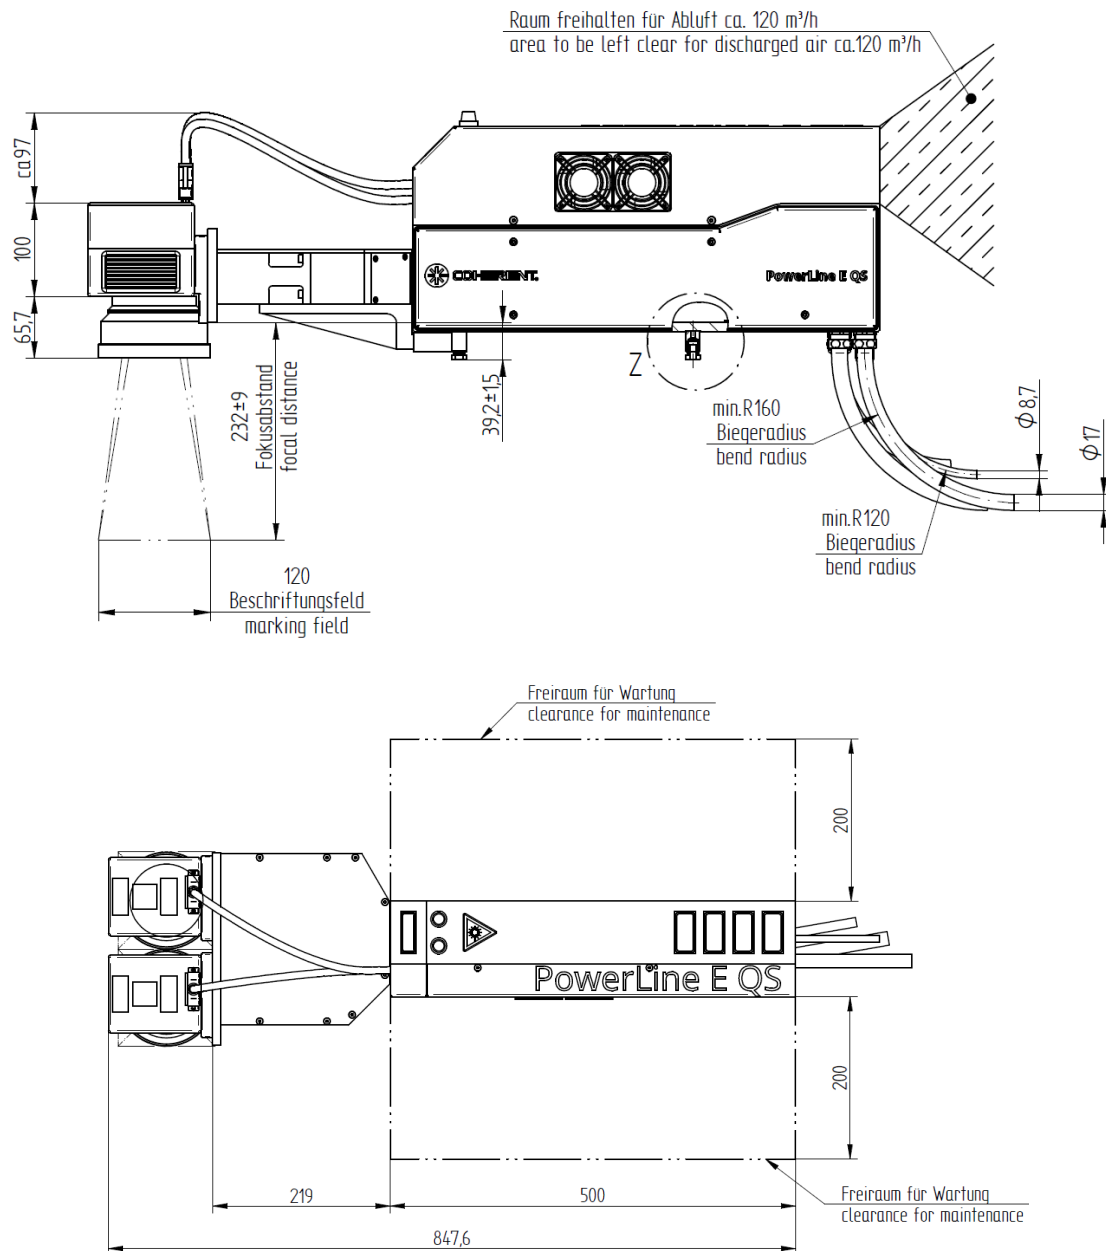 Raum freihalten für Abluft ca. 120 m³/h
area to be left clear for discharged air ca.120 m³/h
ca97
100
65,7
COHERENT.
PowerLine E QS
Z
232±9
Fokusabstand
focal distance
39,2±1,5
min.R160
Biegeradius
bend radius
ϕ8,7
ϕ17
min.R120
Biegeradius
bend radius
120
Beschriftungsfeld
marking field
Freiraum für Wartung
clearance for maintenance
200
PowerLine E QS
200
219
500
Freiraum für Wartung
clearance for maintenance
847,6